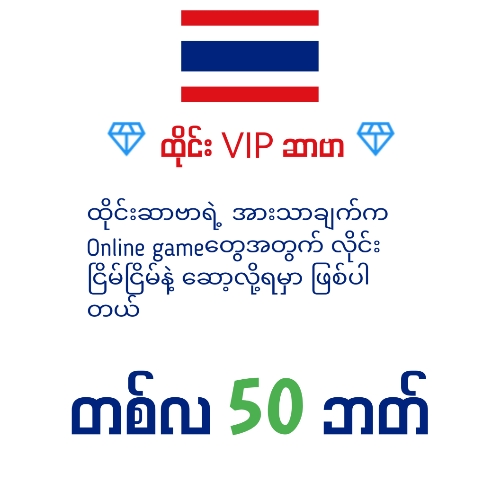 ထိုင်း VIP ဆာဗာ
ထိုင်းဆာဗာရဲ့ အားသာချက်က
Online gameတွေအတွက် လိုင်း
ငြိမ်ငြိမ်နဲ့ ဆော့လို့ရမှာ ဖြစ်ပါ
တယ်
တစ်လ 50 ဘတ်